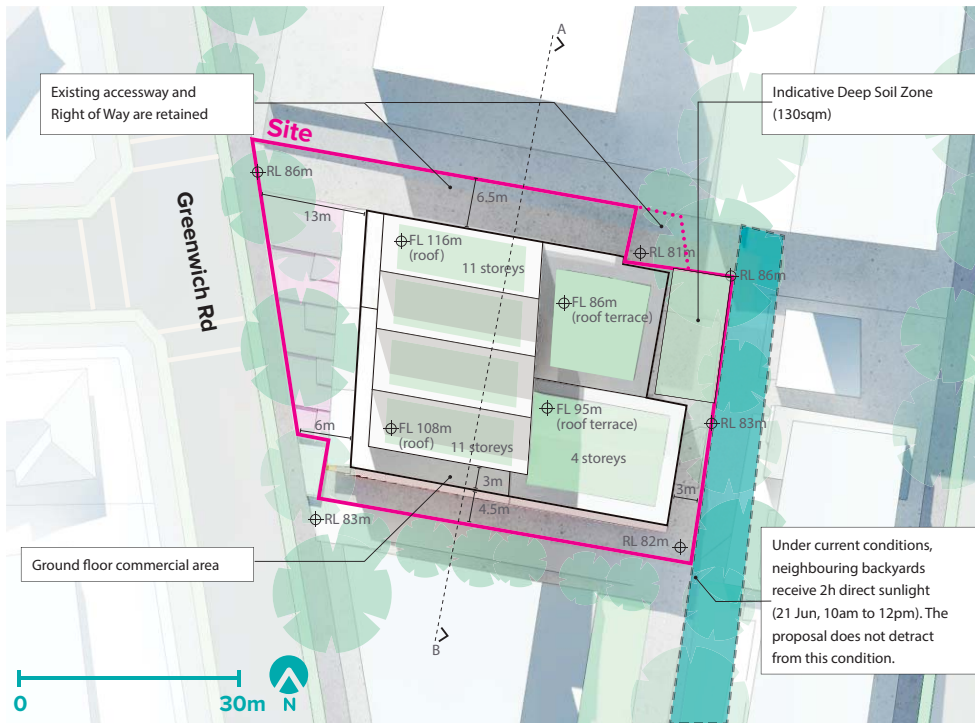 A
Existing accessway and
Right of Way are retained
Indicative Deep Soil Zone
(130sqm)
Site
RL 86m
6.5m
13m
Greenwich Rd
FL 116m
(roof)
11 storeys
RL 81m
RL 86m
FL 86m
(roof terrace)
FL 95m
(roof terrace)
RL 83m
6m
FL 108m
(roof)
11 storeys
4 storeys
3m
3m
4.5m
RL 83m
RL 82m
Ground floor commercial area
Under current conditions,
neighbouring backyards
receive 2h direct sunlight
(21 Jun, 10am to 12pm). The
proposal does not detract
from this condition.
B
0
30m
N